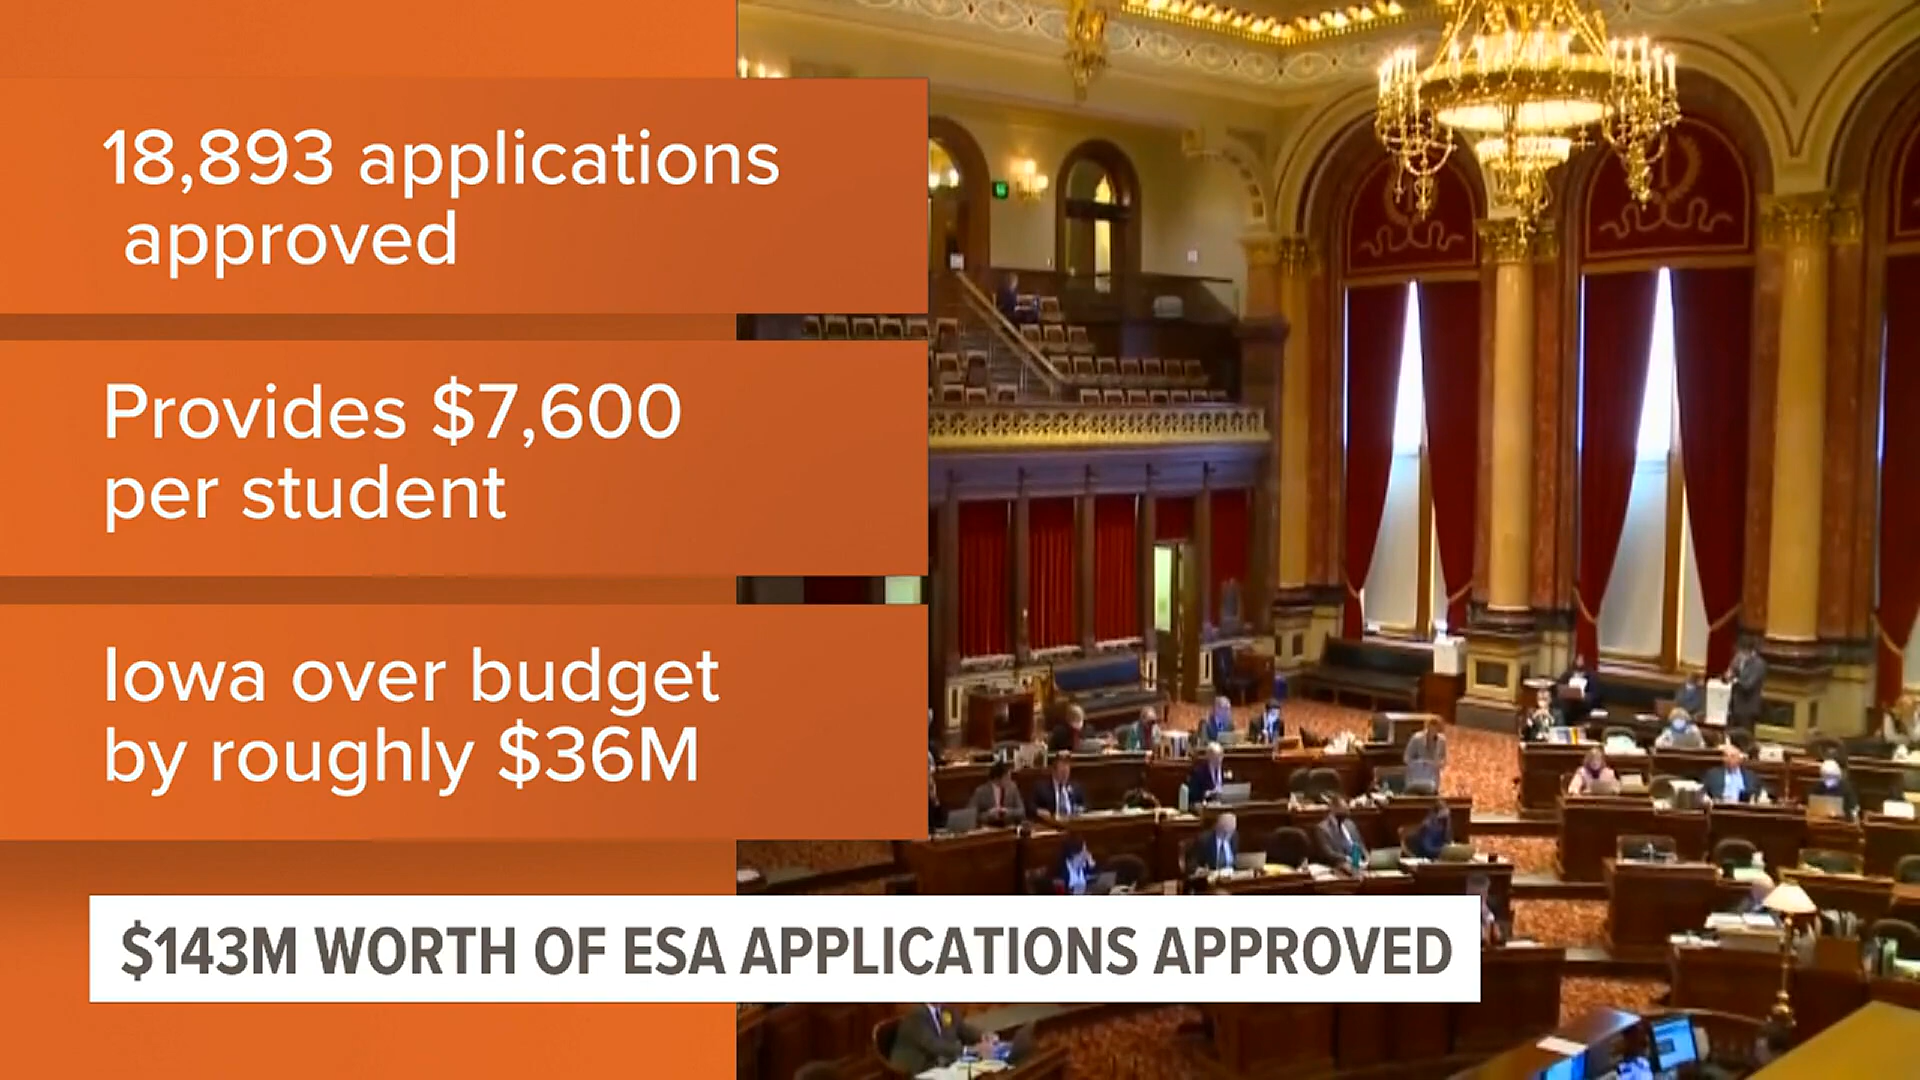 18,893 applications
approved
Provides $7,600
per student
Iowa over budget
by roughly $36M
$143M WORTH OF ESA APPLICATIONS APPROVED